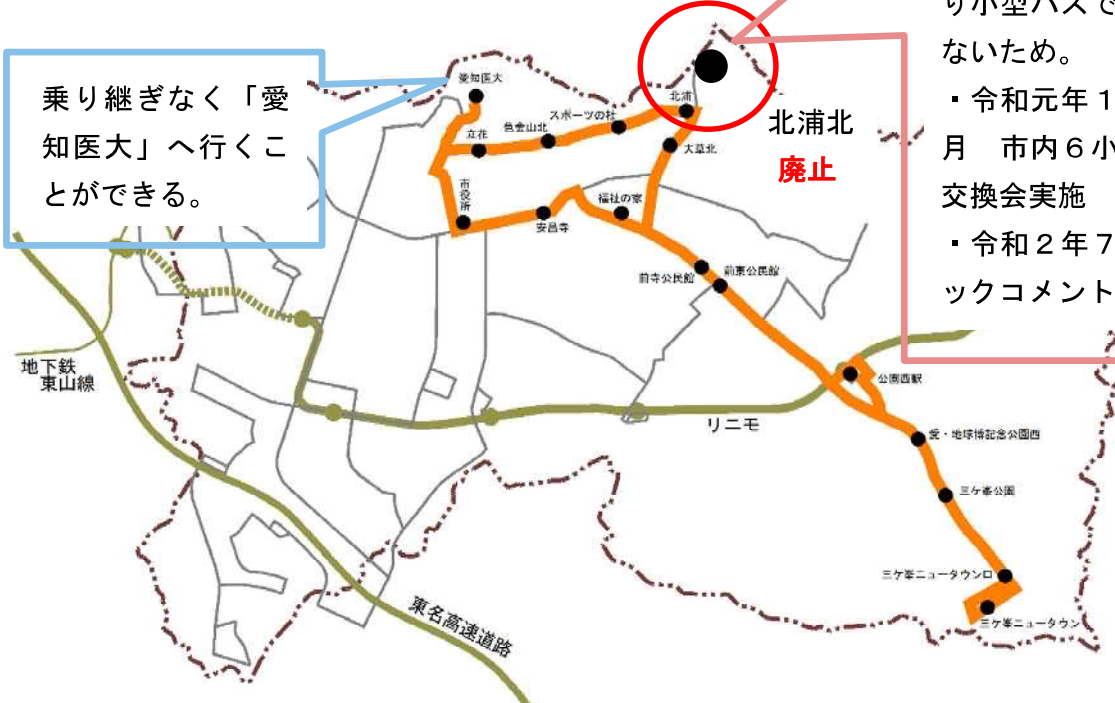 り小型バスで
ないため。
・令和元年１
月　市内６小
交換会実施
・令和２年７
ックコメント
乗り継ぎなく「愛
知医大」へ行くこ
とができる。
北浦北
廃止
愛知医大
立花
色金山北
スポーツの杜
北浦
大草北
市役所
安昌寺
福祉の家
前寺公民館
前東公民館
公園西駅
愛・地球博記念公園西
三ケ峯公園
三ケ峯ニュータウン口
三ケ峯ニュータウン
地下鉄
東山線
リニモ
東名高速道路